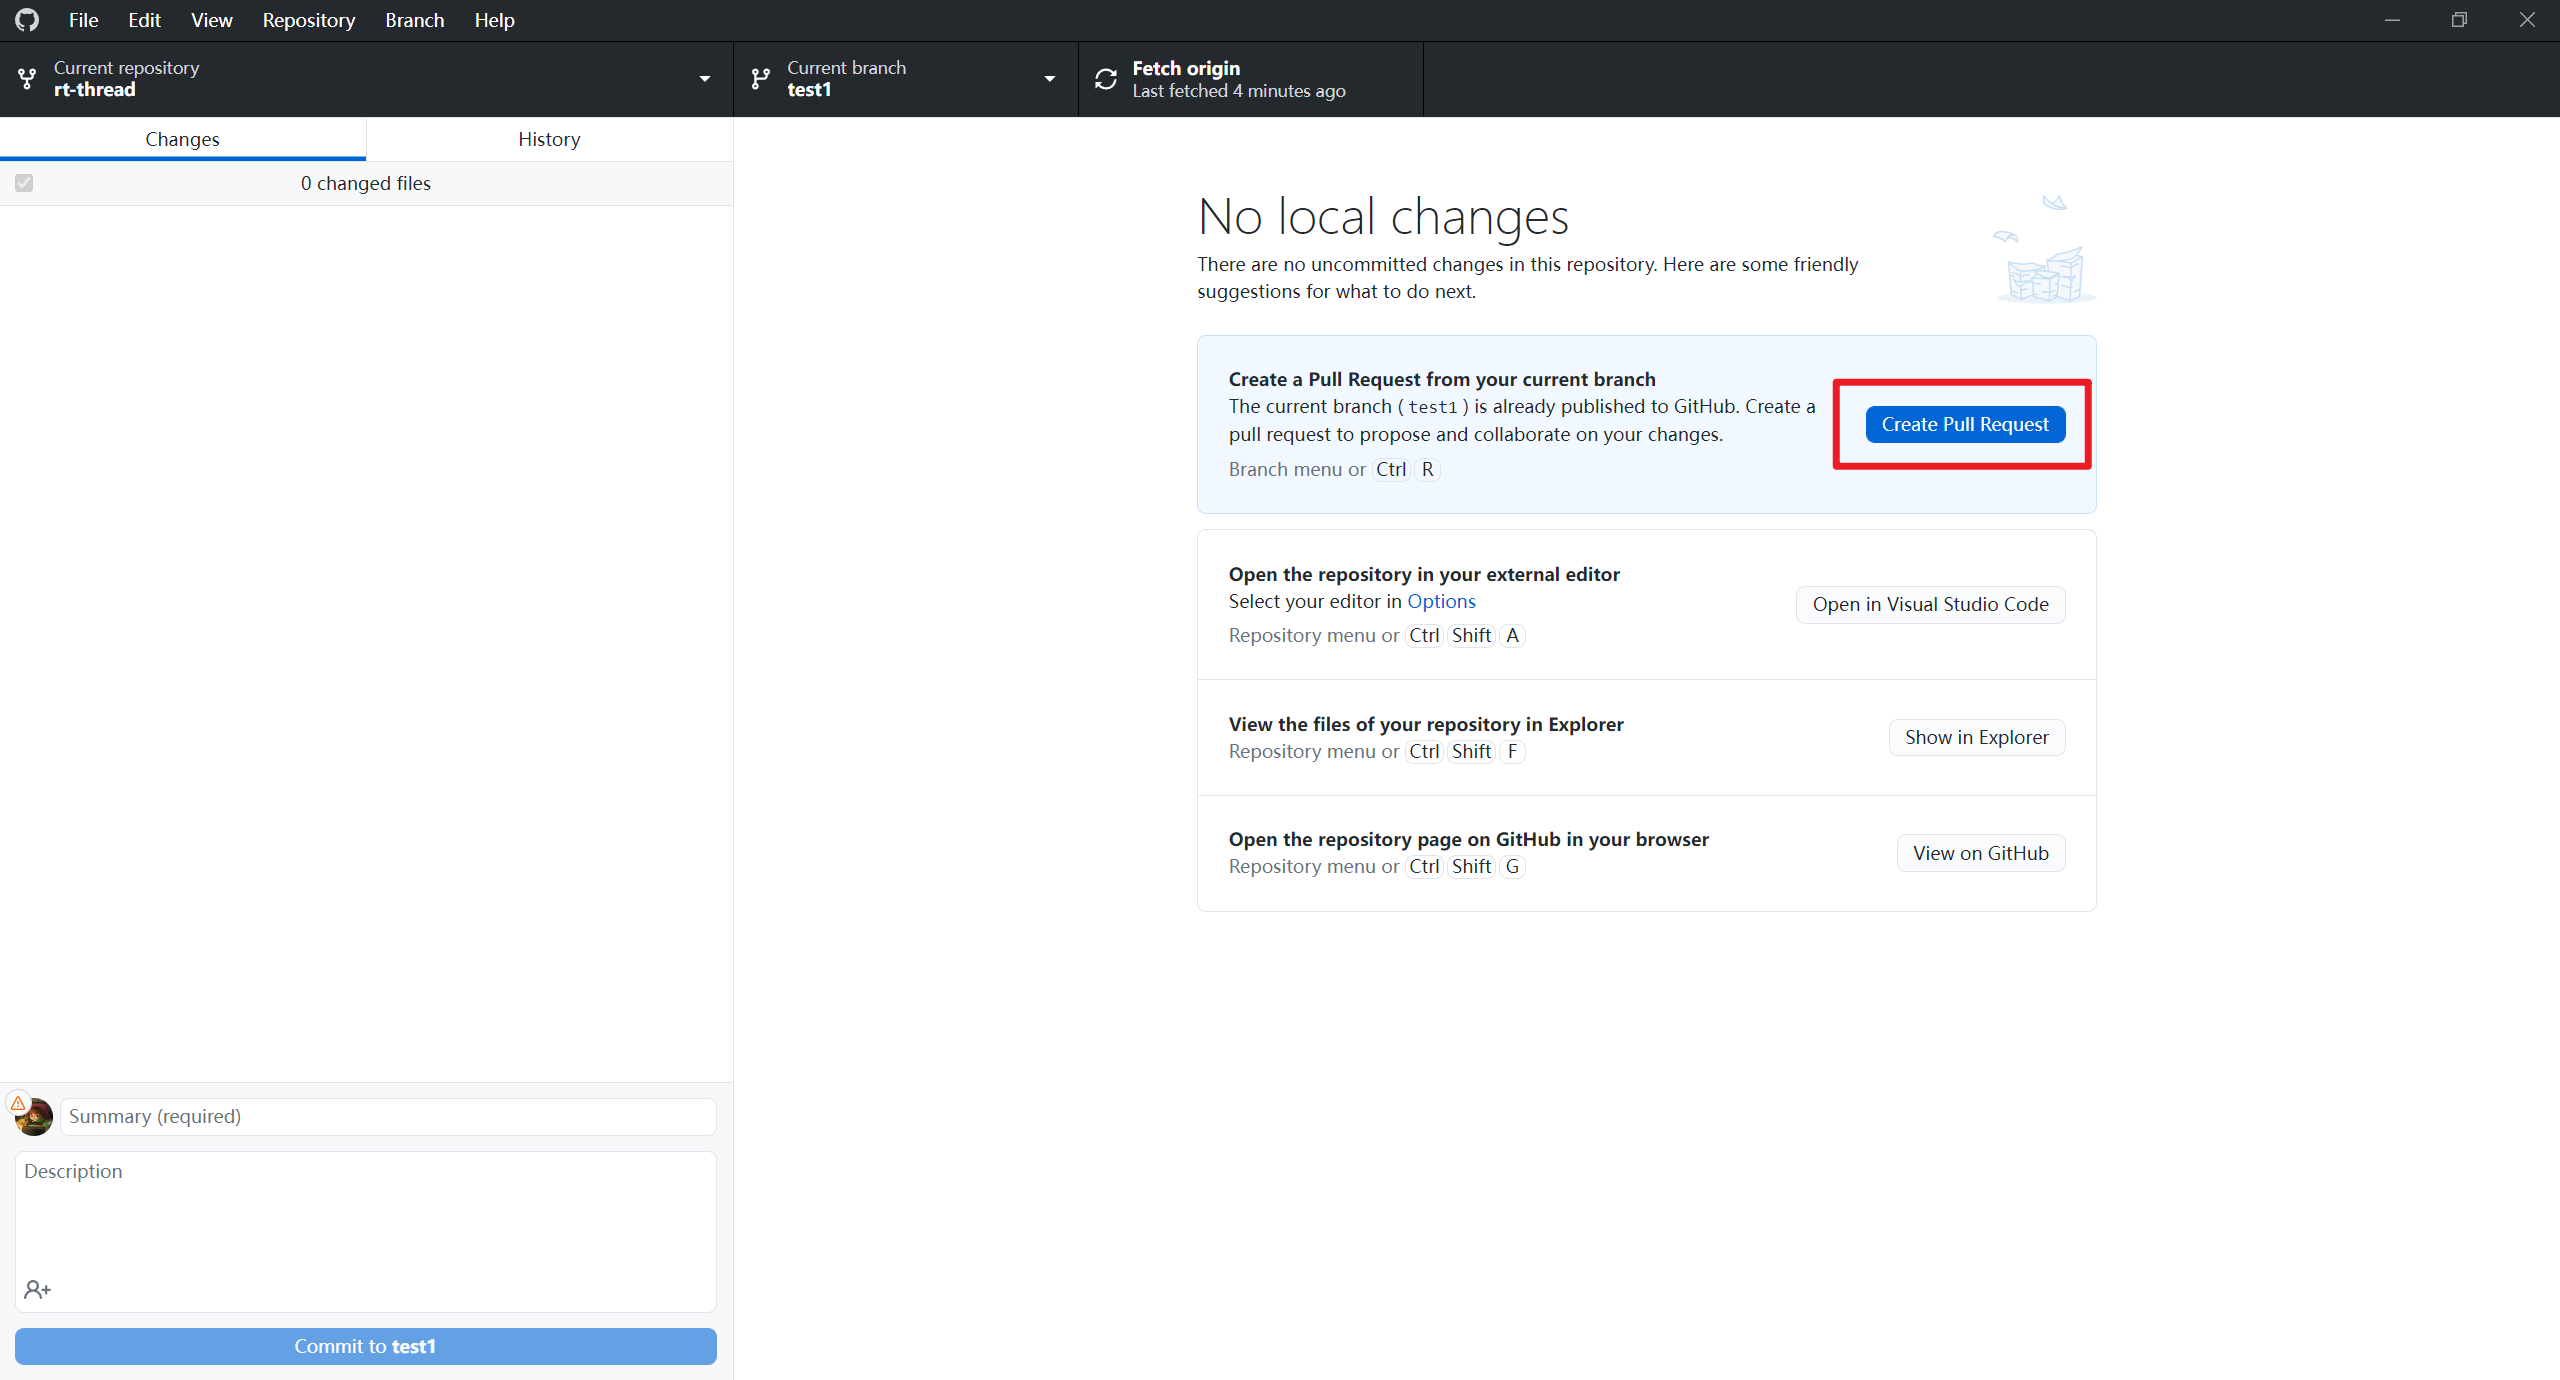 File Edit View Repository Branch Help
Current repository
rt-thread
Current branch
test1
Fetch origin
Last fetched 4 minutes ago
Changes
History
0 changed files
No local changes
There are no uncommitted changes in this repository. Here are some friendly
suggestions for what to do next.
Create a Pull Request from your current branch
The current branch ( test1 ) is already published to GitHub. Create a
pull request to propose and collaborate on your changes.
Branch menu or Ctrl R
Create Pull Request
Open the repository in your external editor
Select your editor in Options
Repository menu or Ctrl Shift A
Open in Visual Studio Code
View the files of your repository in Explorer
Repository menu or Ctrl Shift F
Show in Explorer
Open the repository page on GitHub in your browser
Repository menu or Ctrl Shift G
View on GitHub
Summary (required)
Description
Commit to test1